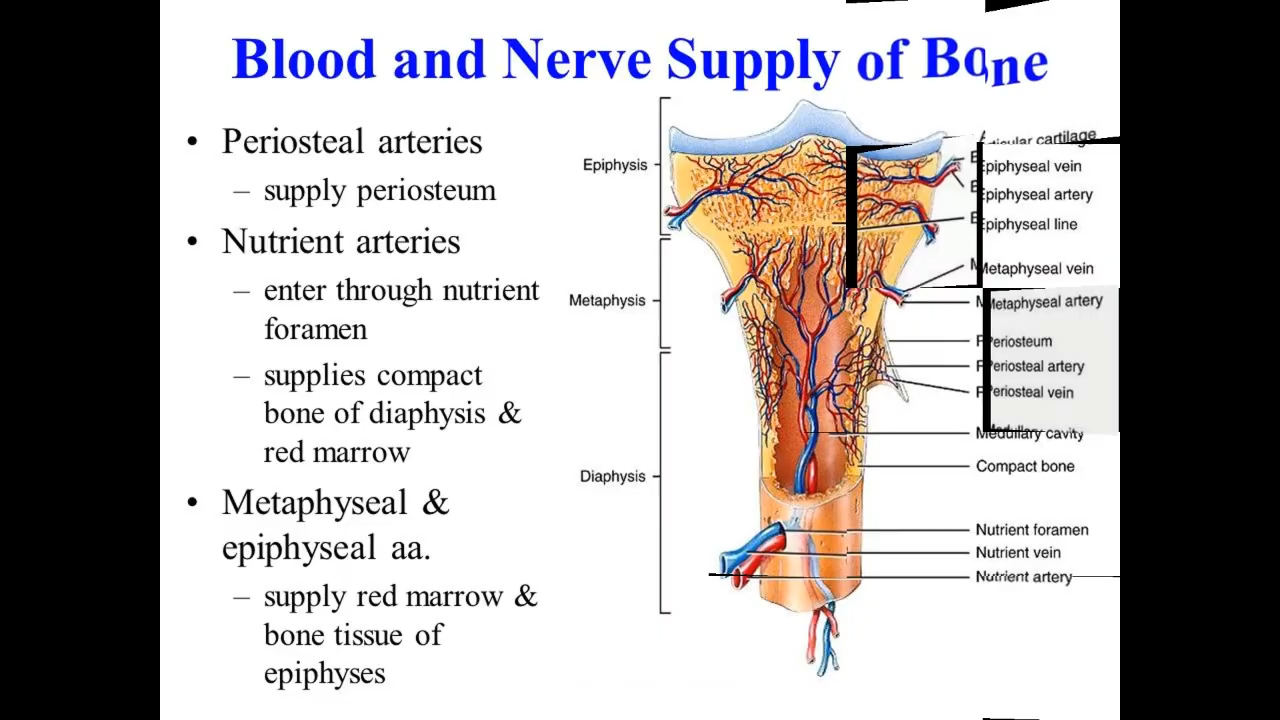 Blood and Nerve Supply of Bone
• Periosteal arteries
– supply periosteum
• Nutrient arteries
– enter through nutrient
foramen
– supplies compact
bone of diaphysis &
red marrow
• Metaphyseal &
epiphyseal aa.
– supply red marrow &
bone tissue of
epiphyses
Epiphysis
Metaphysis
Diaphysis
Articular cartilage
Epiphyseal vein
Epiphyseal artery
Epiphyseal line
Metaphyseal vein
Metaphyseal artery
Periosteum
Periosteal artery
Periosteal vein
Medullary cavity
Compact bone
Nutrient foramen
Nutrient vein
Nutrient artery